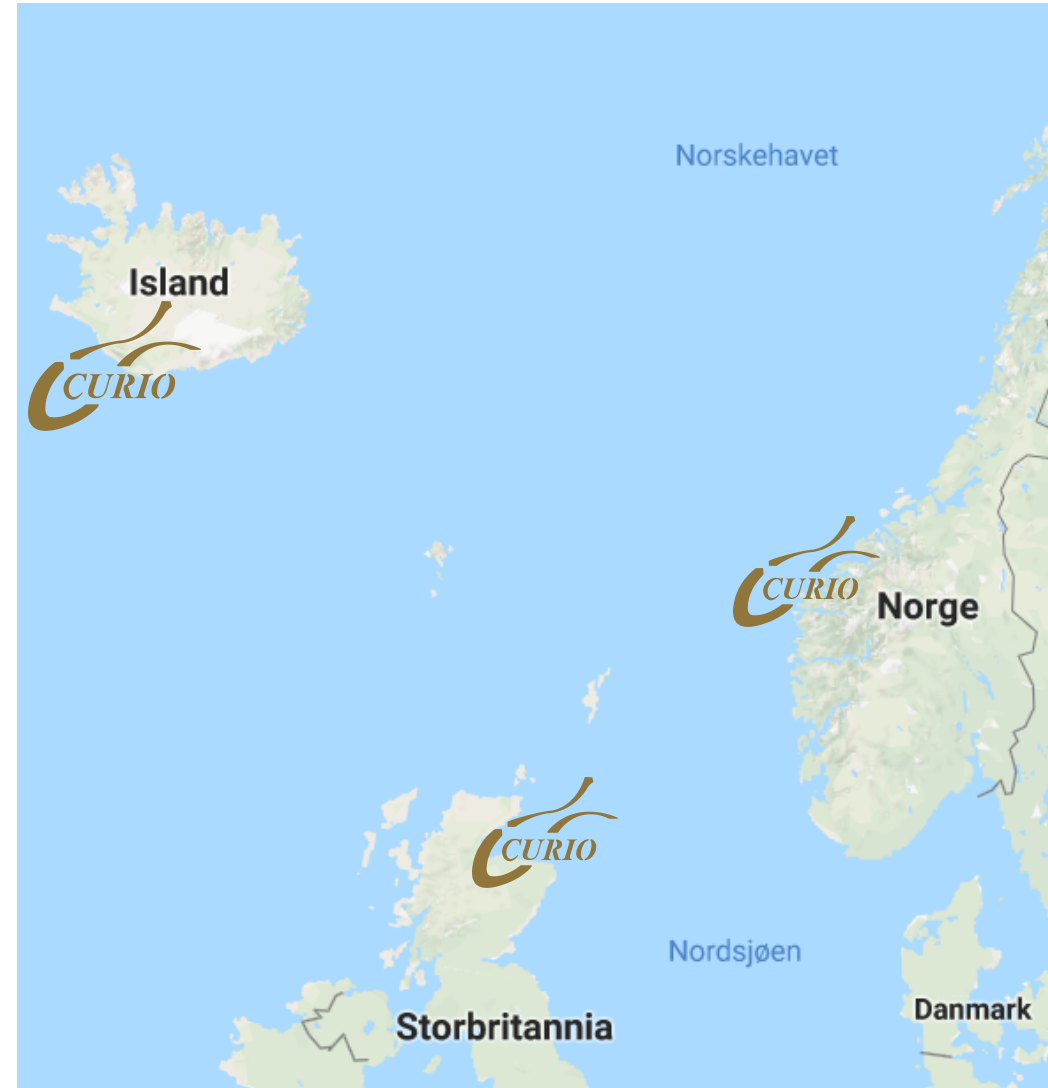 Norskehavet
Island
CURIO
CURIO
Norge
CURIO
Nordsjøen
Danmark
Storbritannia